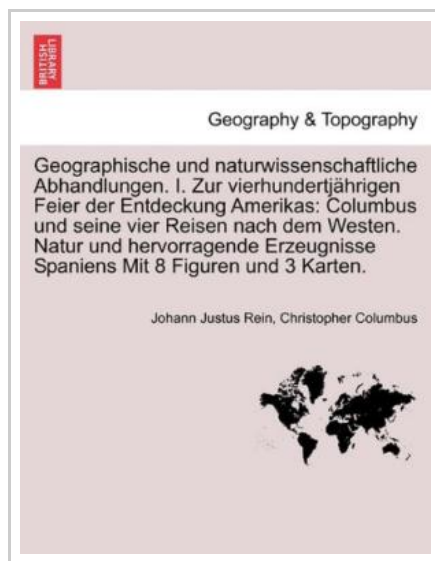 BRITISH
LIBRARY
Geography & Topography
Geographische und naturwissenschaftliche
Abhandlungen. I. Zur vierhundertjährigen
Feier der Entdeckung Amerikas: Columbus
und seine vier Reisen nach dem Westen.
Natur und hervorragende Erzeugnisse
Spaniens Mit 8 Figuren und 3 Karten.
Johann Justus Rein, Christopher Columbus